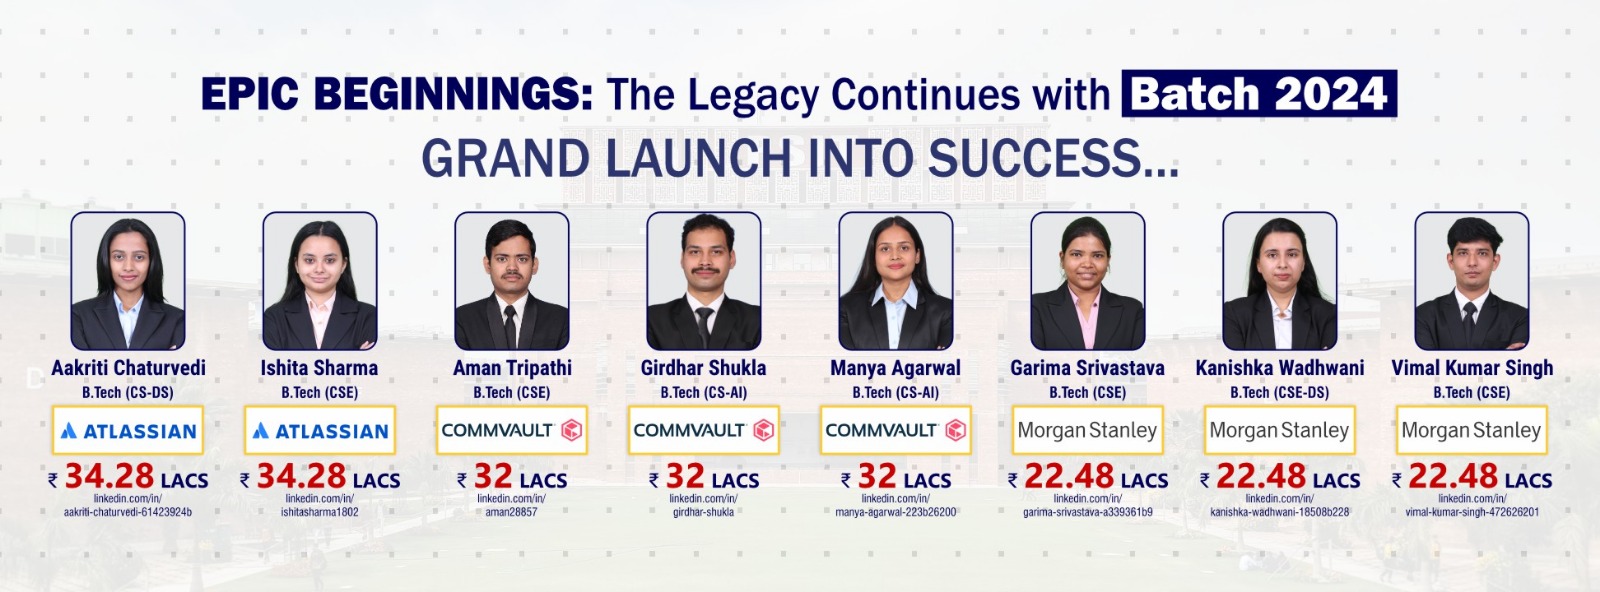 EPIC BEGINNINGS: The Legacy Continues with Batch 2024
GRAND LAUNCH INTO SUCCESS...
Aakriti Chaturvedi
B.Tech (CS-DS)
ATLASSIAN
₹ 34.28 LACS
linkedin.com/in/
aakriti-chaturvedi-61423924b
Ishita Sharma
B.Tech (CSE)
ATLASSIAN
₹ 34.28 LACS
linkedin.com/in/
ishitasharma1802
Aman Tripathi
B.Tech (CSE)
COMMVAULT
₹ 32 LACS
linkedin.com/in/
aman28857
Girdhar Shukla
B.Tech (CS-AI)
COMMVAULT
₹ 32 LACS
linkedin.com/in/
girdhar-shukla
Manya Agarwal
B.Tech (CS-AI)
COMMVAULT
₹ 32 LACS
linkedin.com/in/
manya-agarwal-223b26200
Garima Srivastava
B.Tech (CSE)
Morgan Stanley
₹ 22.48 LACS
linkedin.com/in/
garima-srivastava-a339361b9
Kanishka Wadhwani
B.Tech (CSE-DS)
Morgan Stanley
₹ 22.48 LACS
linkedin.com/in/
kanishka-wadhwani-18508b228
Vimal Kumar Singh
B.Tech (CSE)
Morgan Stanley
₹ 22.48 LACS
linkedin.com/in/
vimal-kumar-singh-472626201